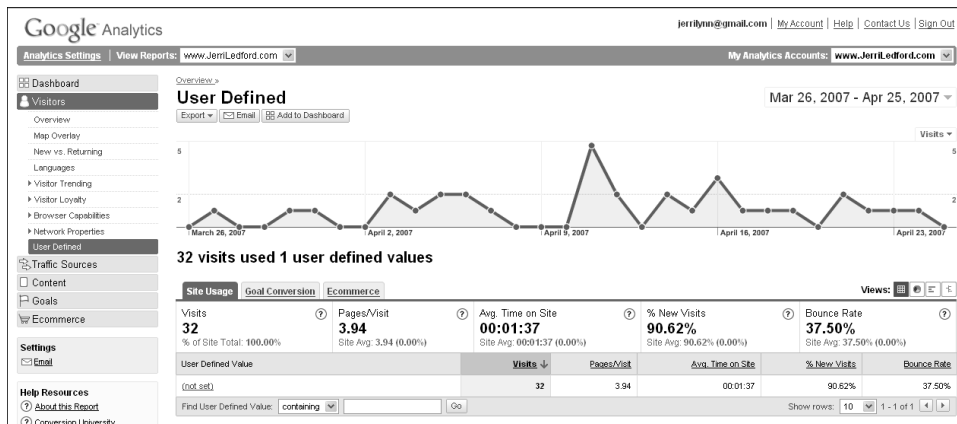 Google Analytics
jerrilynn@gmail.com | My Account | Help | Contact Us | Sign Out
Analytics Settings | View Reports: www.JerriLedford.com
My Analytics Accounts: www.JerriLedford.com
Dashboard
Visitors
Overview
Map Overlay
New vs. Returning
Languages
Visitor Trending
Visitor Loyalty
Browser Capabilities
Network Properties
User Defined
Traffic Sources
Content
Goals
Ecommerce
Settings
Email
Help Resources
? About this Report
? Conversion University
Overview »
User Defined
Mar 26, 2007 - Apr 25, 2007
Export Email Add to Dashboard
Visits
5 5
2 2
March 26, 2007 April 2, 2007 April 9, 2007 April 16, 2007 April 23, 2007
32 visits used 1 user defined values
Site Usage Goal Conversion Ecommerce Views:
Visits ? Pages/Visit ? Avg. Time on Site ? % New Visits ? Bounce Rate ?
32 3.94 00:01:37 90.62% 37.50%
% of Site Total: 100.00% Site Avg: 3.94 (0.00%) Site Avg: 00:01:37 (0.00%) Site Avg: 90.62% (0.00%) Site Avg: 37.50% (0.00%)
User Defined Value Visits ↓ Pages/Visit Avg. Time on Site % New Visits Bounce Rate
(not set) 32 3.94 00:01:37 90.62% 37.50%
Find User Defined Value: containing Go Show rows: 10 1 - 1 of 1